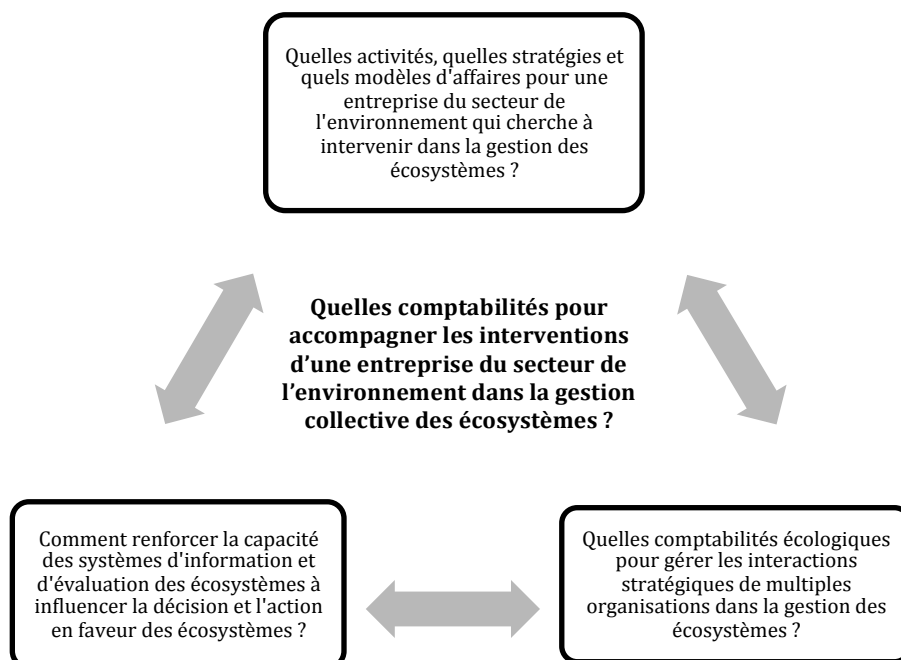 Quelles activités, quelles stratégies et
quels modèles d'affaires pour une
entreprise du secteur de
l'environnement qui cherche à
intervenir dans la gestion des
écosystèmes ?
Quelles comptabilités pour
accompagner les interventions
d’une entreprise du secteur de
l’environnement dans la gestion
collective des écosystèmes ?
Comment renforcer la capacité
des systèmes d'information et
d'évaluation des écosystèmes à
influencer la décision et l'action
en faveur des écosystèmes ?
Quelles comptabilités écologiques
pour gérer les interactions
stratégiques de multiples
organisations dans la gestion des
écosystèmes ?